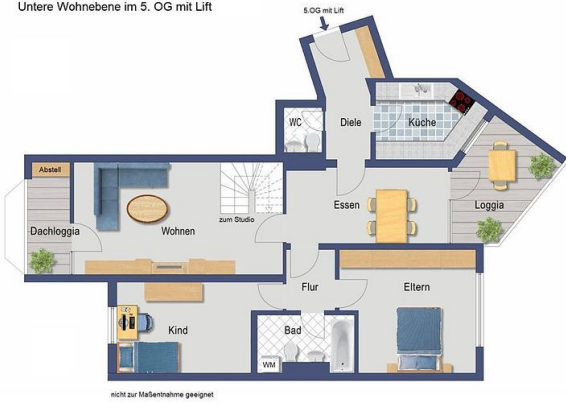 Untere Wohnebene im 5. OG mit Lift
5.OG mit Lift
WC
Diele
Küche
Abstell
Dachloggia
Wohnen
zum Studio
Essen
Loggia
Flur
Eltern
Kind
Bad
WM
nicht zur Maßentnahme geeignet